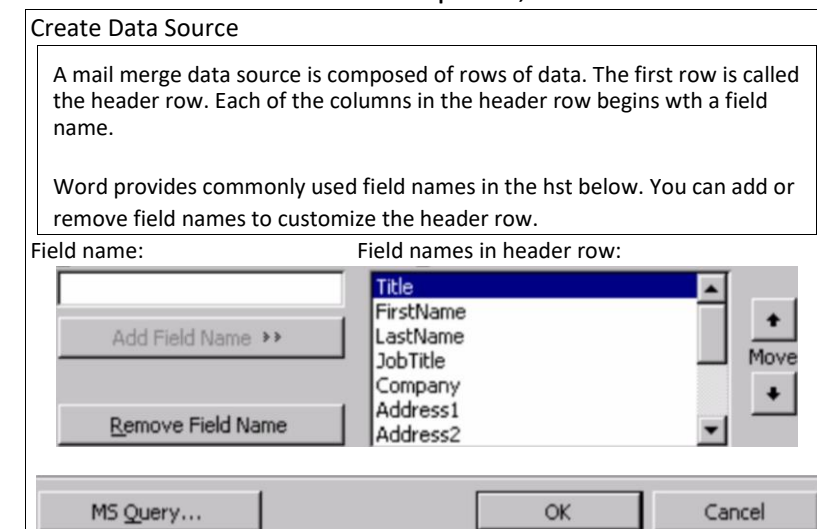 Create Data Source
A mail merge data source is composed of rows of data. The first row is called
the header row. Each of the columns in the header row begins wth a field
name.
Word provides commonly used field names in the hst below. You can add or
remove field names to customize the header row.
Field name:
Field names in header row:
Title
FirstName
LastName
JobTitle
Company
Address1
Address2
Add Field Name
Remove Field Name
Move
MS Query...
OK
Cancel